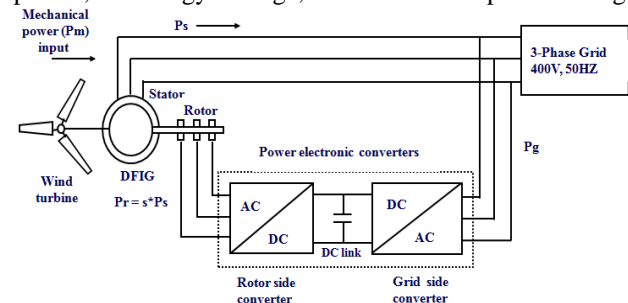 Mechanical
power (Pm)
input
Ps
3-Phase Grid
400V, 50HZ
Stator
Rotor
Pg
Power electronic converters
Wind
turbine
DFIG
Pr = s*Ps
AC
DC
DC
AC
DC link
Rotor side
converter
Grid side
converter